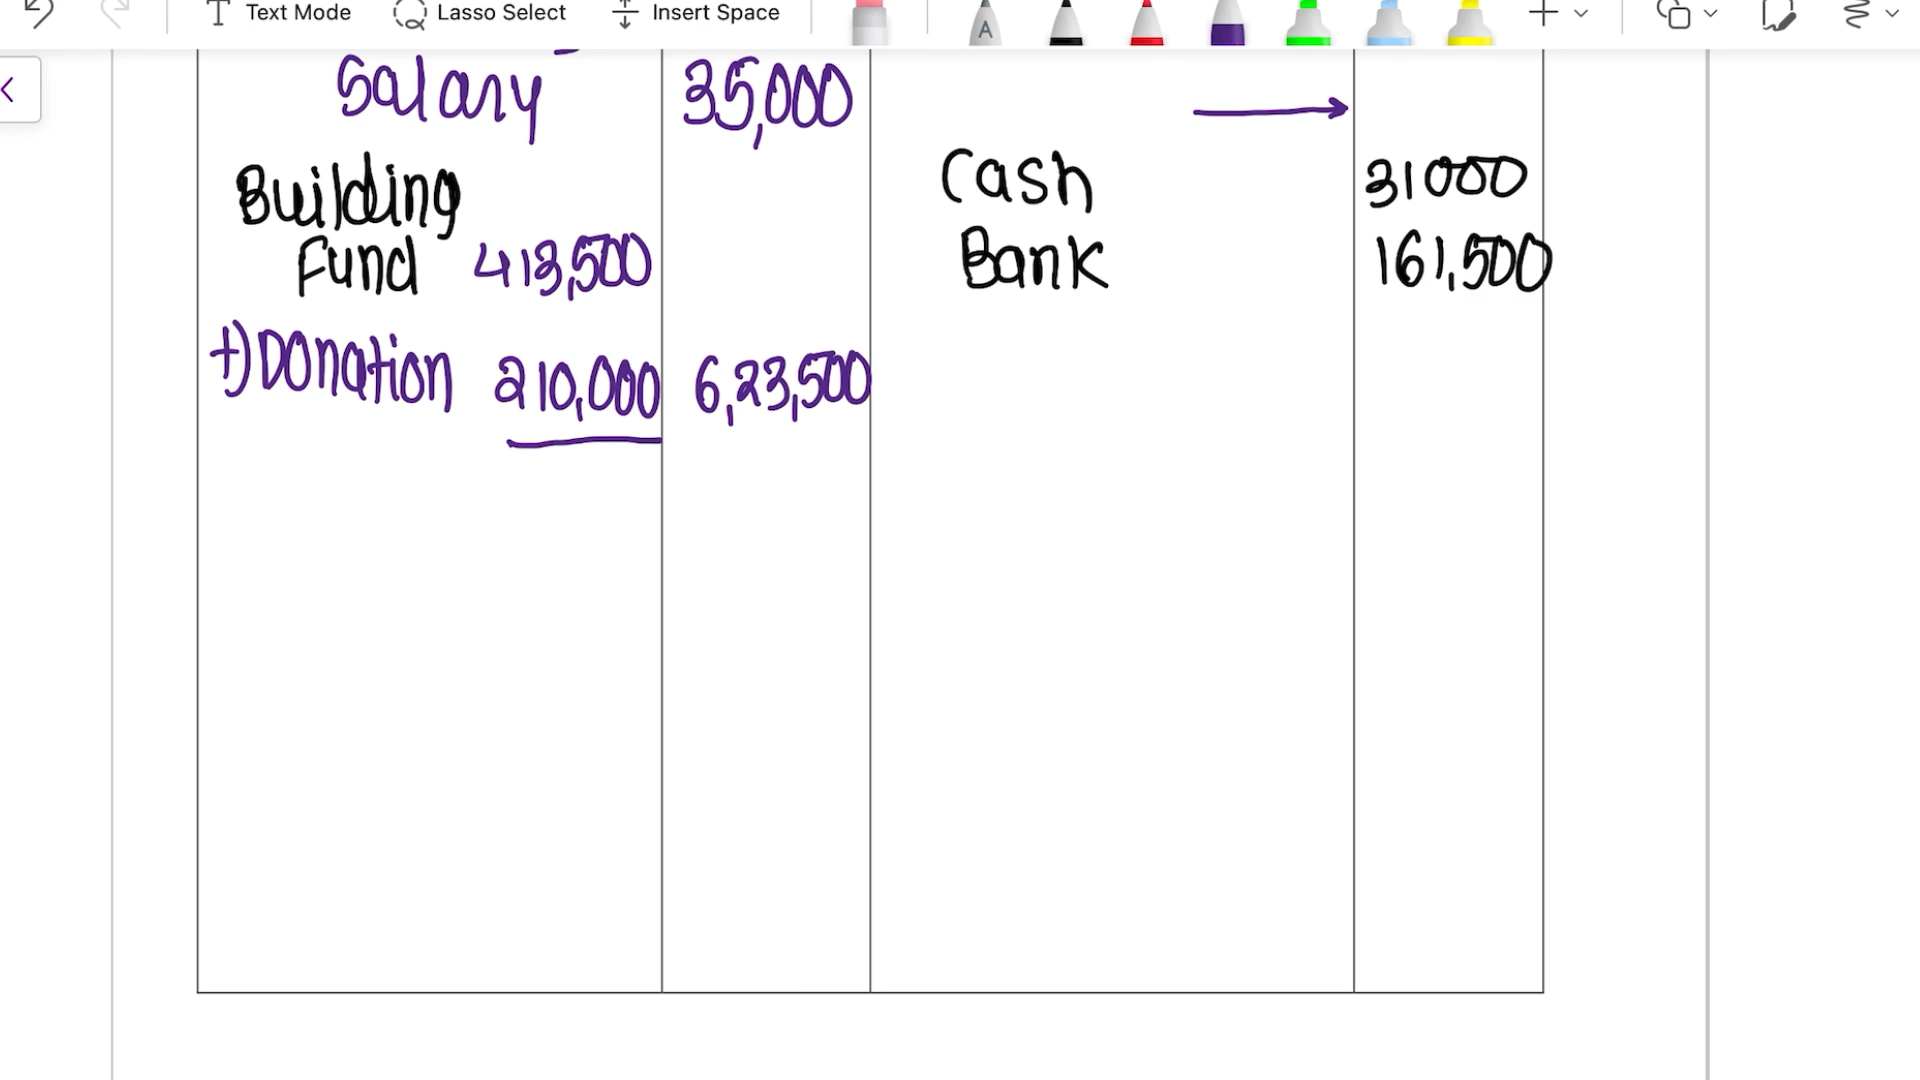 Text Mode Lasso Select Insert Space
A
Salary 35,000
Building
Fund 413,500
+) Donation 210,000 6,23,500
Cash 31000
Bank 161,500